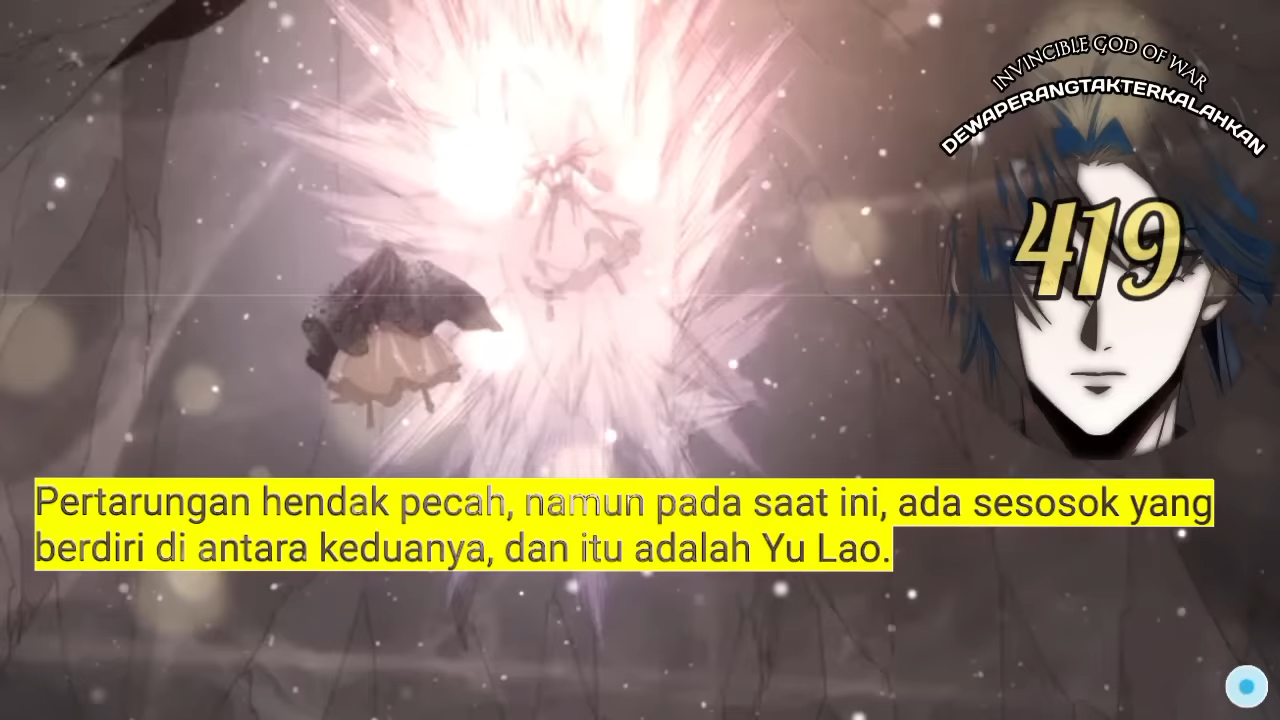 INVINCIBLE GOD OF WAR
DEWAPERANGTAKTERKALAHKAN
419
Pertarungan hendak pecah, namun pada saat ini, ada sesosok yang
berdiri di antara keduanya, dan itu adalah Yu Lao.